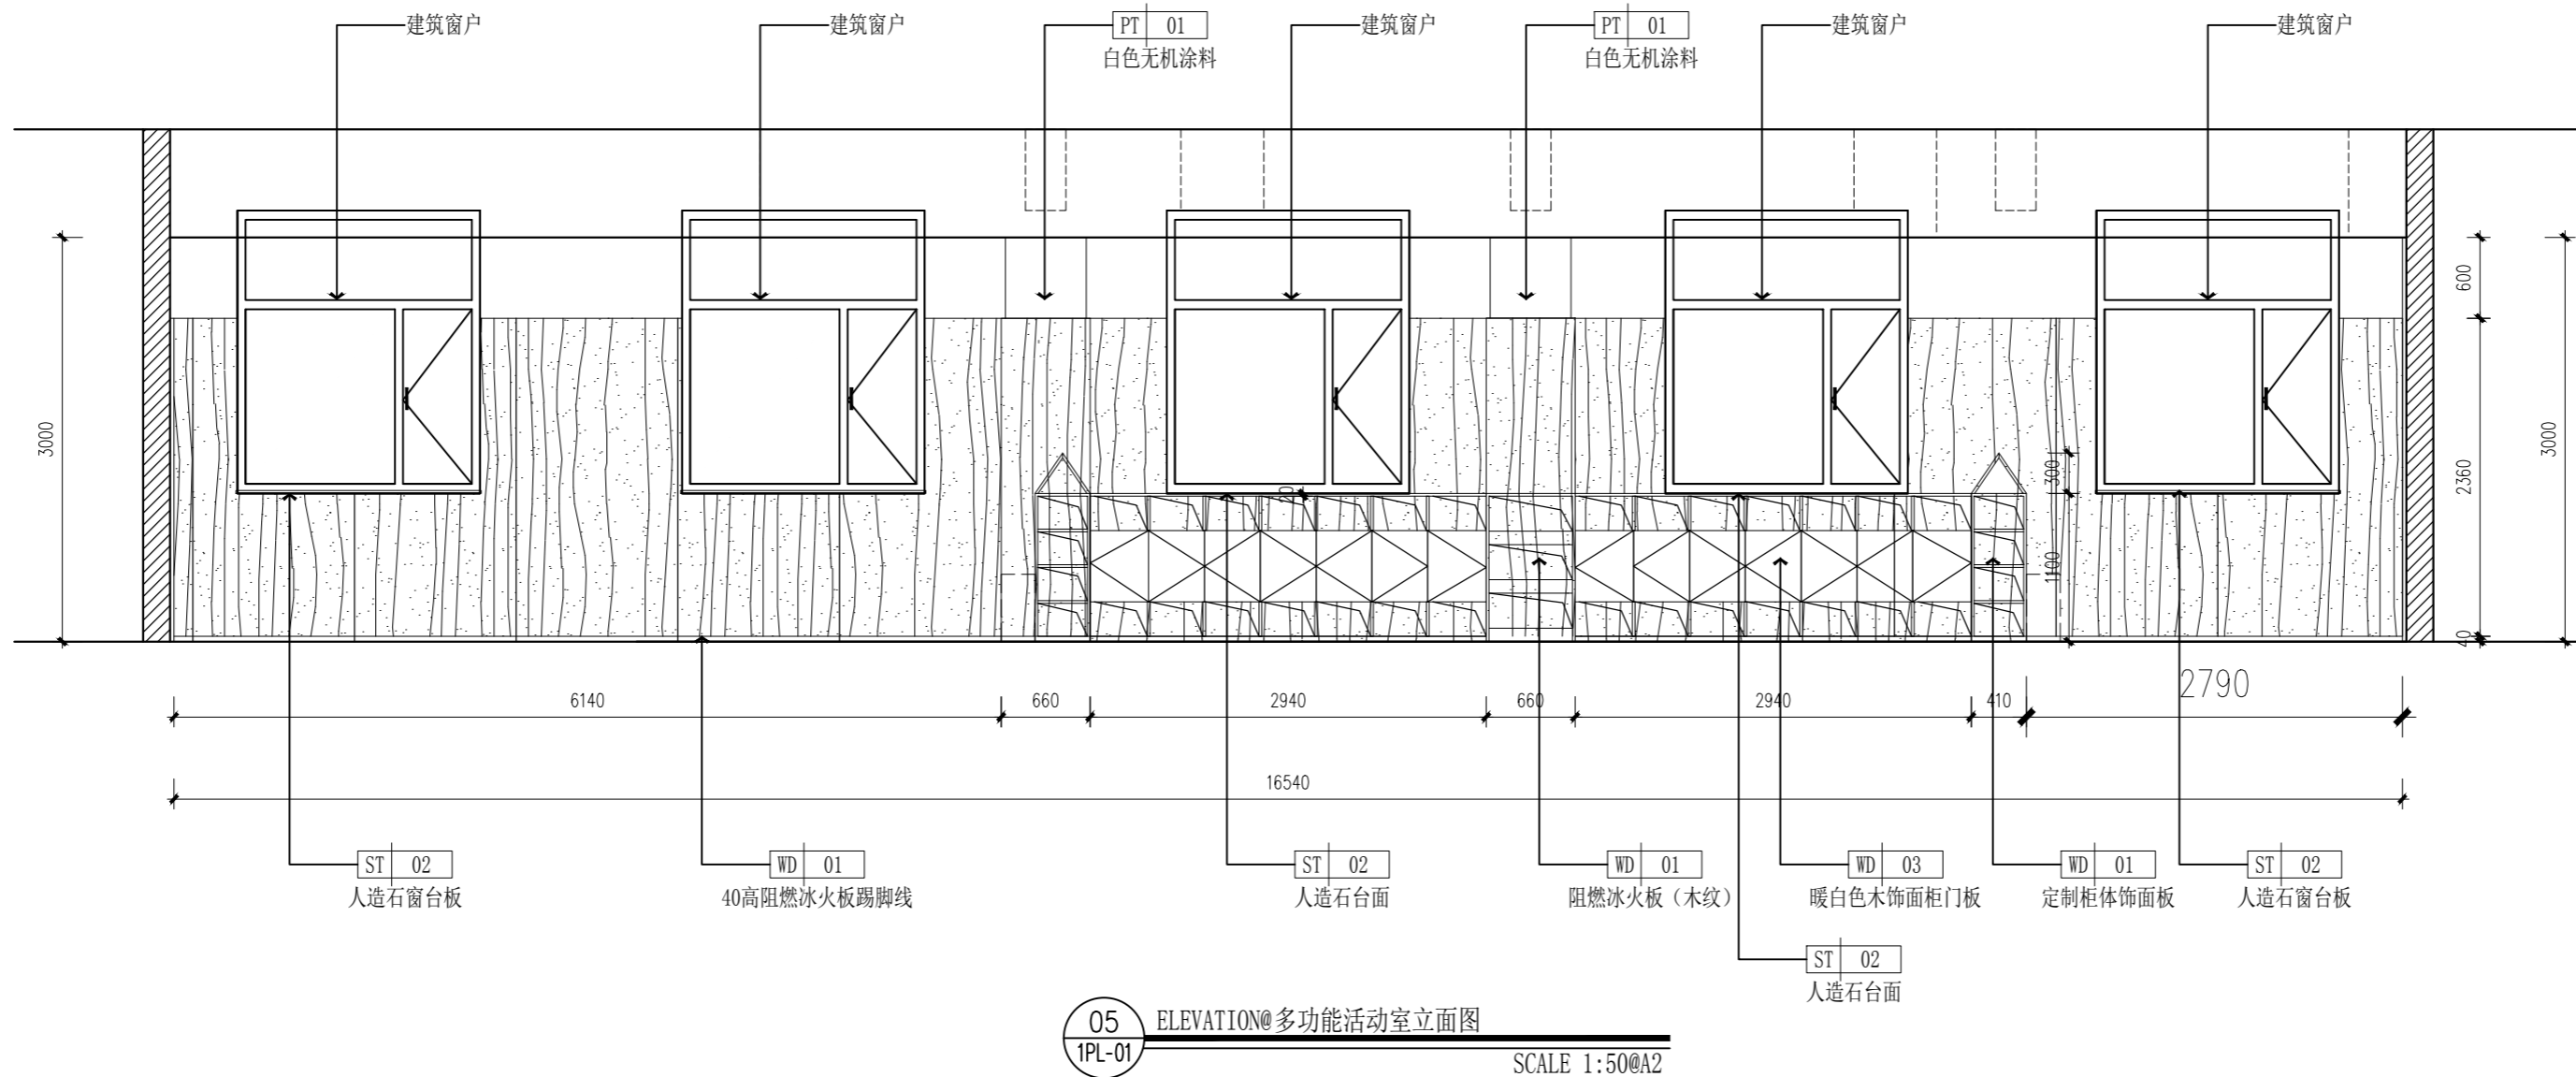 建筑窗户
建筑窗户
PT 01
白色无机涂料
建筑窗户
PT 01
白色无机涂料
建筑窗户
建筑窗户
3000
600
2360
40
3000
300
1100
20
6140
660
2940
660
2940
410
2790
16540
ST 02
人造石窗台板
WD 01
40高阻燃冰火板踢脚线
ST 02
人造石台面
WD 01
阻燃冰火板（木纹）
WD 03
暖白色木饰面柜门板
WD 01
定制柜体饰面板
ST 02
人造石窗台板
ST 02
人造石台面
05
1PL-01
ELEVATION@多功能活动室立面图
SCALE 1:50@A2